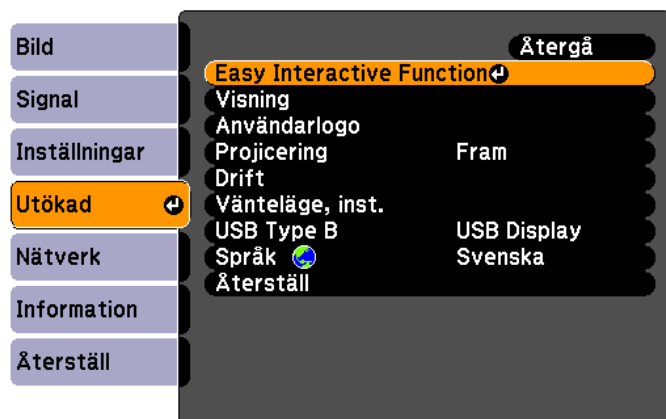 Bild
Signal
Inställningar
Utökad
Nätverk
Information
Återställ
Återgå
Easy Interactive Function
Visning
Användarlogo
Projicering Fram
Drift
Vänteläge, inst.
USB Type B USB Display
Språk Svenska
Återställ